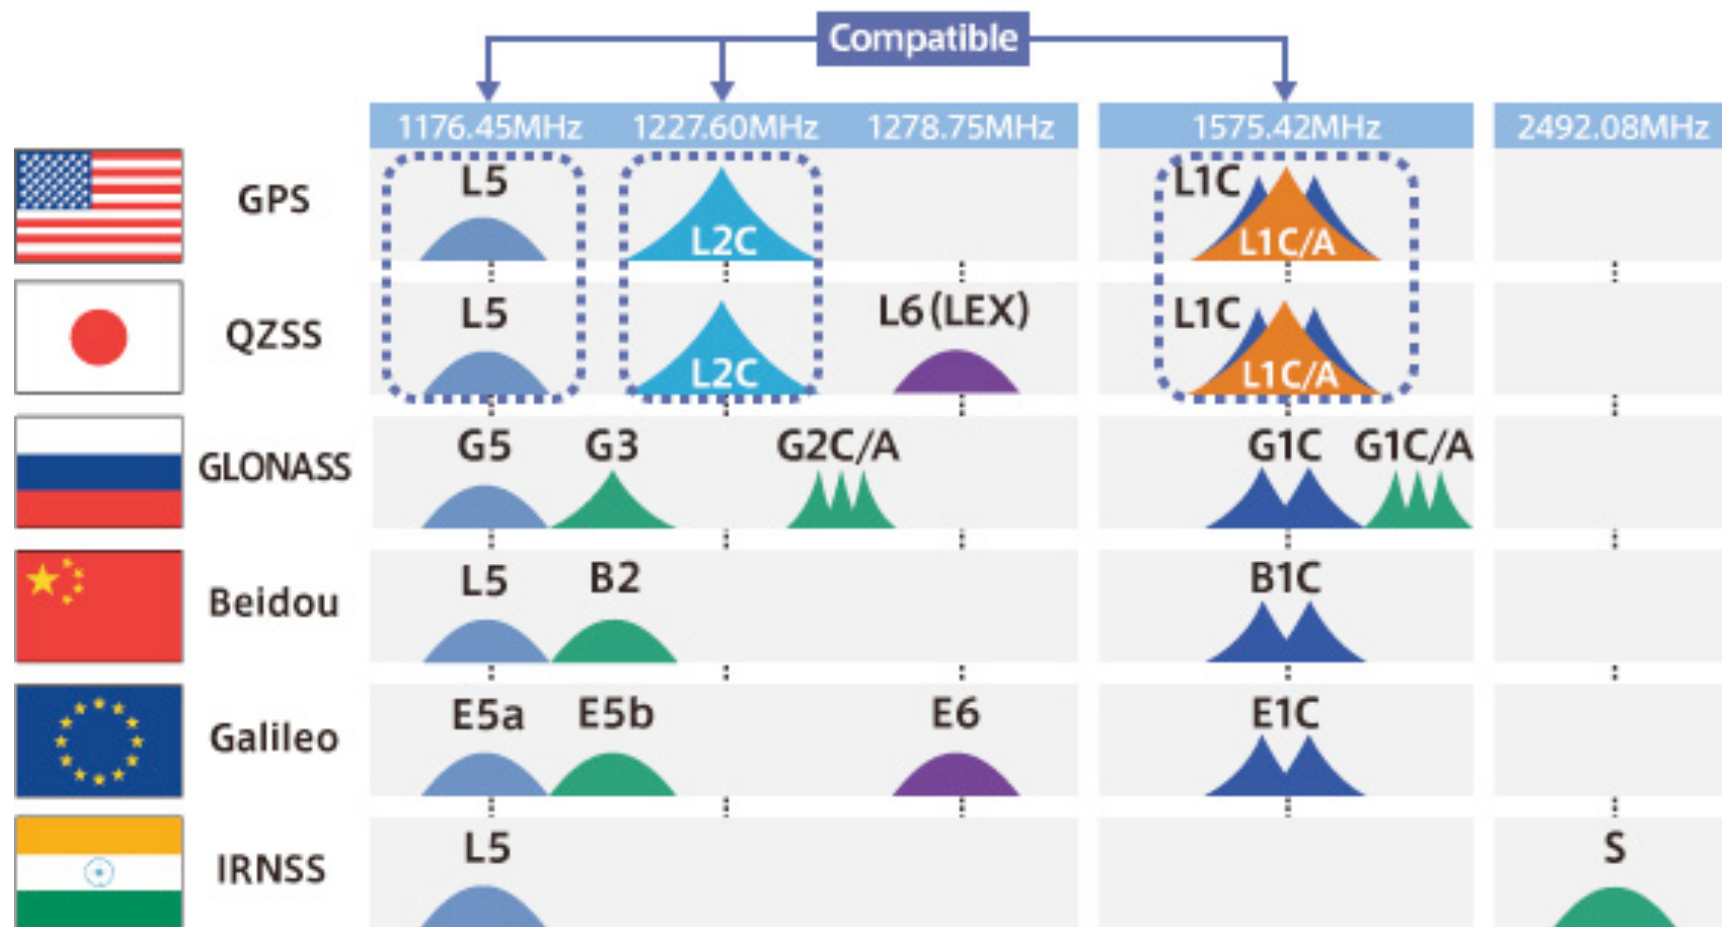 Compatible
1176.45MHz 1227.60MHz 1278.75MHz 1575.42MHz 2492.08MHz
GPS L5 L2C L1C L1C/A
QZSS L5 L2C L6(LEX) L1C L1C/A
GLONASS G5 G3 G2C/A G1C G1C/A
Beidou L5 B2 B1C
Galileo E5a E5b E6 E1C
IRNSS L5 S